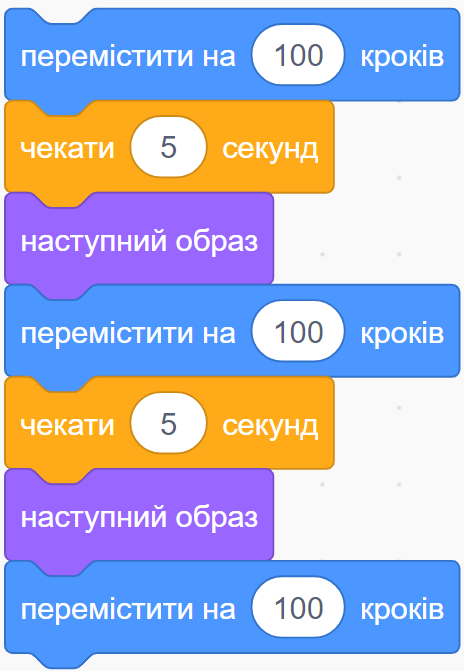 перемістити на 100 кроків
чекати 5 секунд
наступний образ
перемістити на 100 кроків
чекати 5 секунд
наступний образ
перемістити на 100 кроків